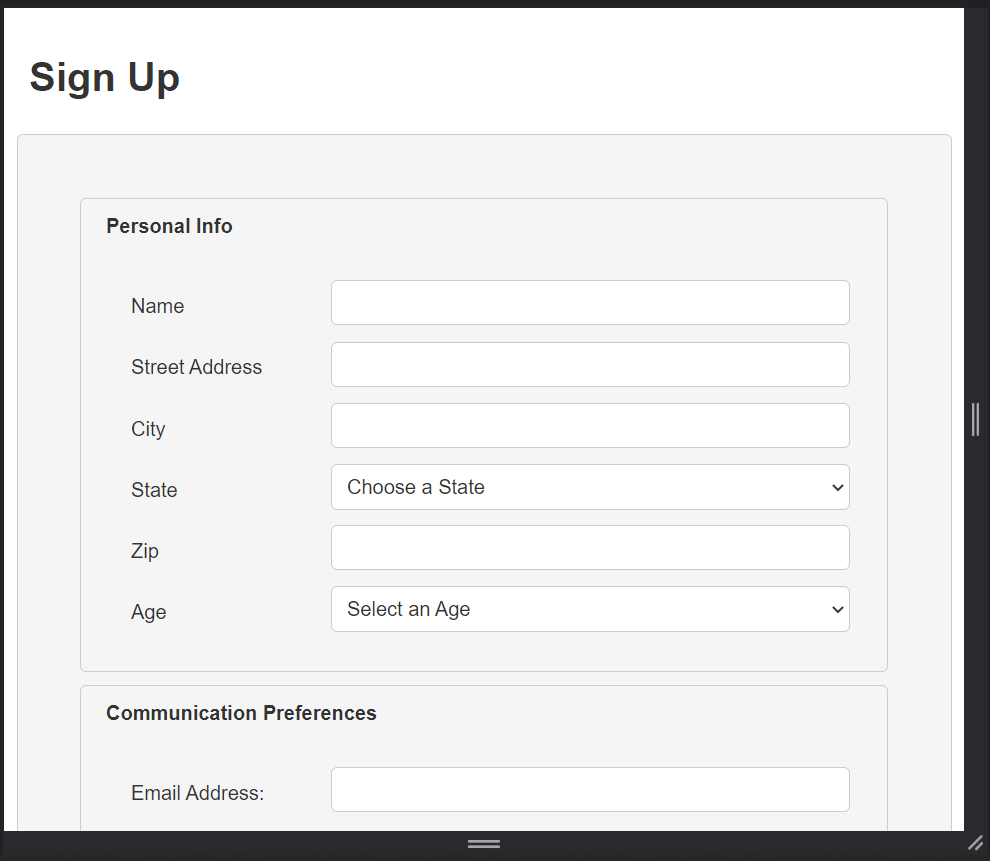 Sign Up
Personal Info
Name
Street Address
City
State
Choose a State
Zip
Age
Select an Age
Communication Preferences
Email Address: